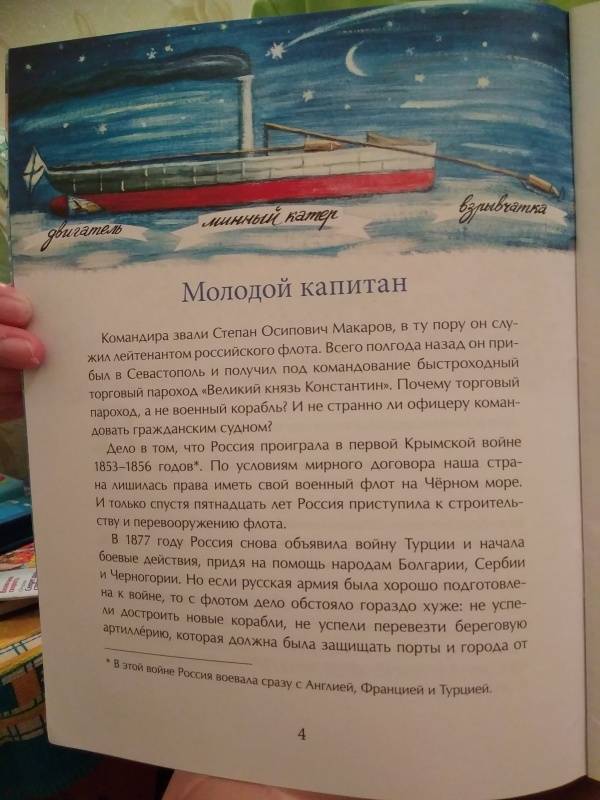 двигатель
минный катер
взрывчатка
Молодой капитан
Командира звали Степан Осипович Макаров, в ту пору он слу-
жил лейтенантом российского флота. Всего полгода назад он при-
был в Севастополь и получил под командование быстроходный
торговый пароход «Великий князь Константин». Почему торговый
пароход, а не военный корабль? И не странно ли офицеру коман-
довать гражданским судном?
Дело в том, что Россия проиграла в первой Крымской войне
1853–1856 годов*. По условиям мирного договора наша стра-
на лишилась права иметь свой военный флот на Чёрном море.
И только спустя пятнадцать лет Россия приступила к строитель-
ству и перевооружению флота.
В 1877 году Россия снова объявила войну Турции и начала
боевые действия, придя на помощь народам Болгарии, Сербии
и Черногории. Но если русская армия была хорошо подготовле-
на к войне, то с флотом дело обстояло гораздо хуже: не успе-
ли достроить новые корабли, не успели перевезти береговую
артилле́рию, которая должна была защищать порты и города от
* В этой войне Россия воевала сразу с Англией, Францией и Турцией.
4